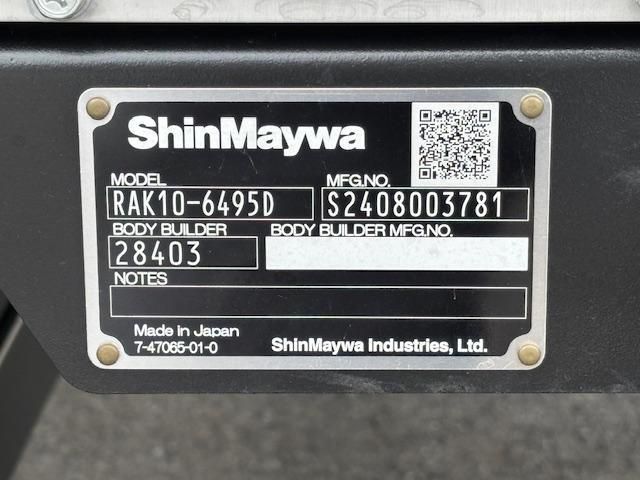 ShinMaywa
MODEL MFG.NO.
RAK10-6495D S2408003781
BODY BUILDER BODY BUILDER MFG.NO.
28403
NOTES
Made in Japan
7-47065-01-0 ShinMaywa Industries, Ltd.